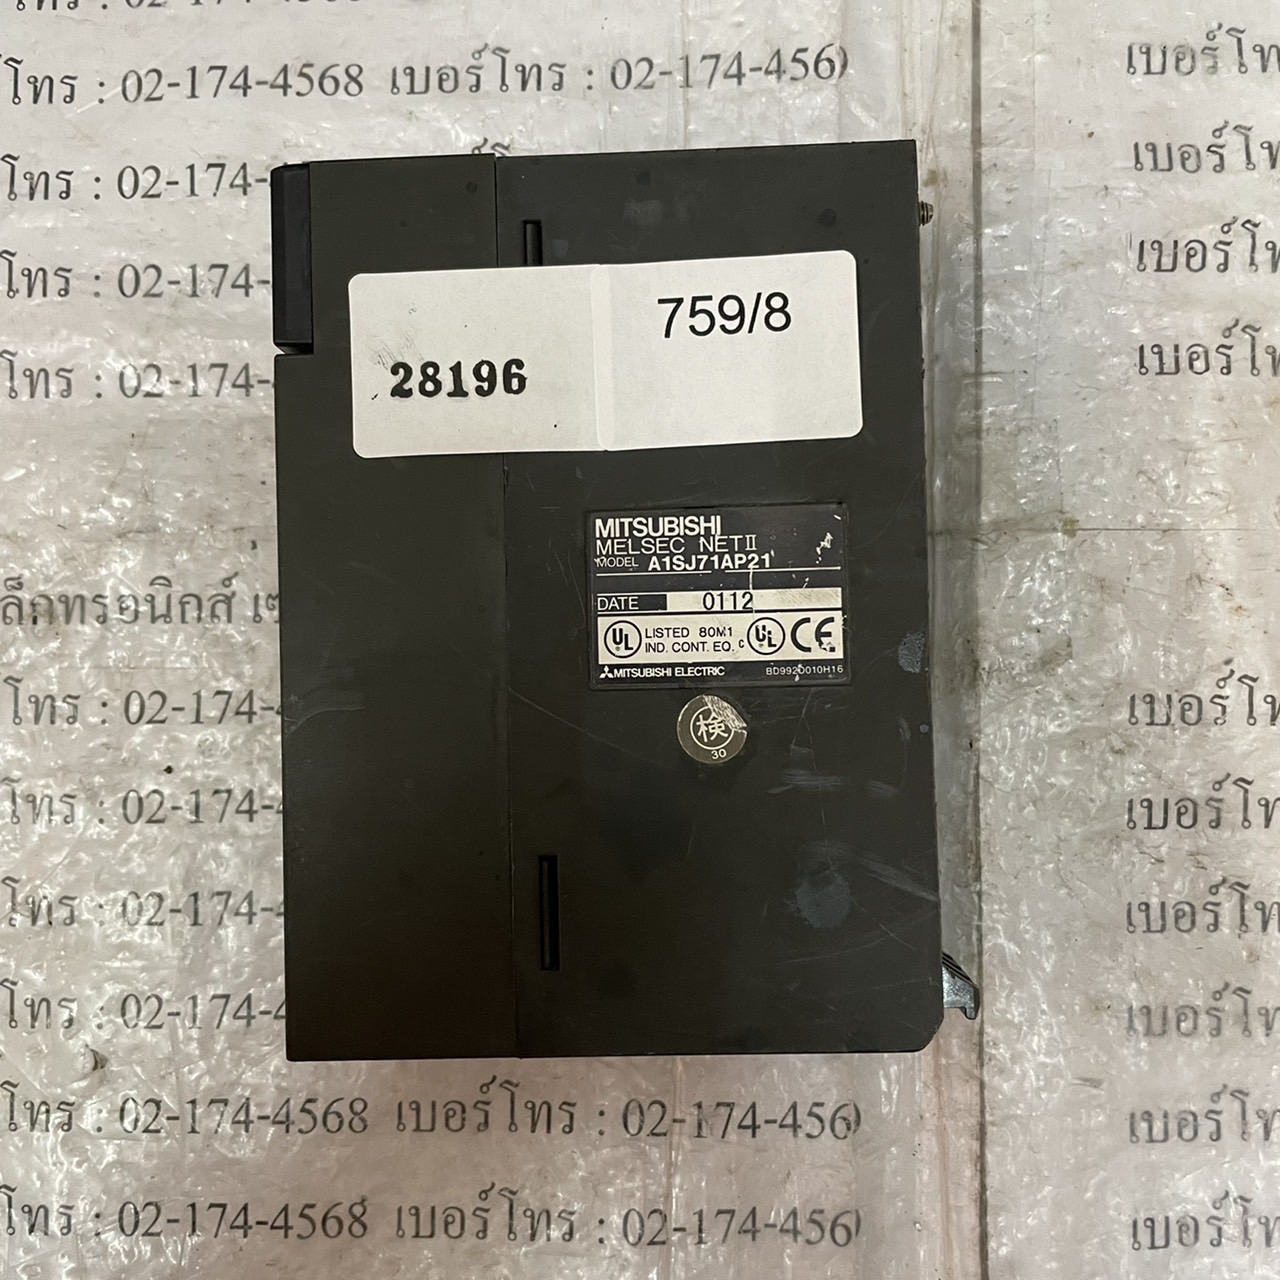 โทร : 02-174-4568 เบอร์โทร : 02-174-456 เบอร์โท
โทร : 02-174- เบอร์โท
โทร : 02-174- เบอร์โท
โทร : 02-174- เบอร์โท
759/8
28196
MITSUBISHI
MELSEC NETⅡ
MODEL A1SJ71AP21
DATE 0112
UL LISTED 80M1 IND. CONT. EQ. C UL CE
MITSUBISHI ELECTRIC BD992D010H16
検
30
ล็กทรอนิกส์ เซ
โทร : 02-174- เบอร์โท
โทร : 02-174- เบอร์โท
โทร : 02-174- เบอร์โท
โทร : 02-174-4 เบอร์โท
โทร : 02-174-4568 เบอร์โทร : 02-174-456 เบอร์โท
โทร : 02-174-4568 เบอร์โทร : 02-174-456 เบอร์โท